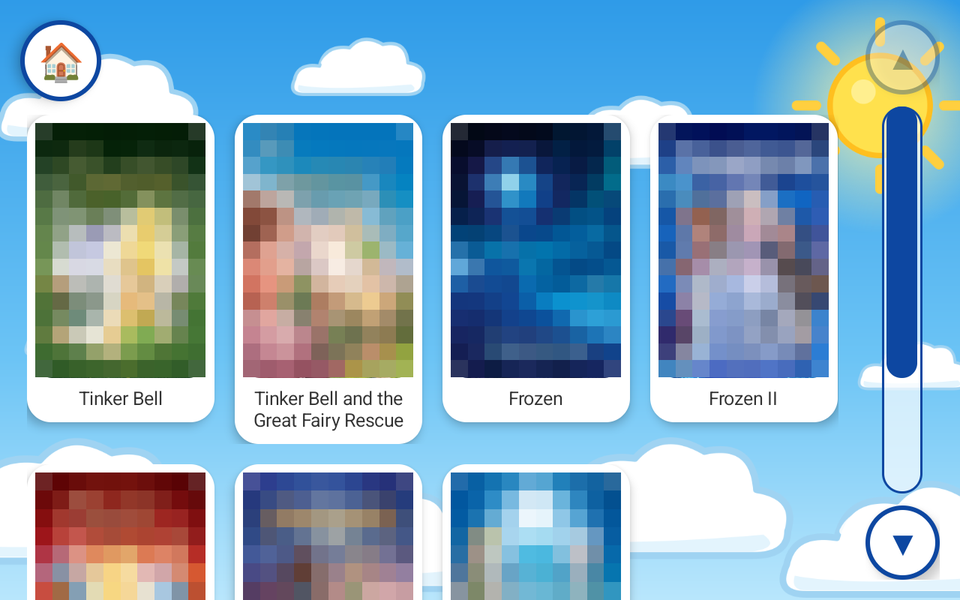 Tinker Bell
Tinker Bell and the
Great Fairy Rescue
Frozen
Frozen II